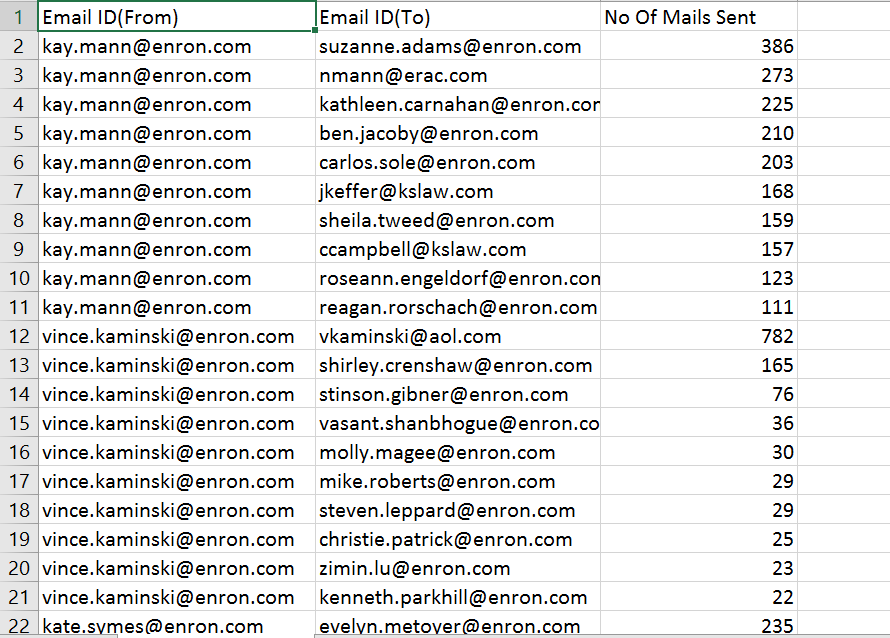 1 Email ID(From) Email ID(To) No Of Mails Sent
2 kay.mann@enron.com suzanne.adams@enron.com 386
3 kay.mann@enron.com nmann@erac.com 273
4 kay.mann@enron.com kathleen.carnahan@enron.com 225
5 kay.mann@enron.com ben.jacoby@enron.com 210
6 kay.mann@enron.com carlos.sole@enron.com 203
7 kay.mann@enron.com jkeffer@kslaw.com 168
8 kay.mann@enron.com sheila.tweed@enron.com 159
9 kay.mann@enron.com ccampbell@kslaw.com 157
10 kay.mann@enron.com roseann.engeldorf@enron.com 123
11 kay.mann@enron.com reagan.rorschach@enron.com 111
12 vince.kaminski@enron.com vkaminski@aol.com 782
13 vince.kaminski@enron.com shirley.crenshaw@enron.com 165
14 vince.kaminski@enron.com stinson.gibner@enron.com 76
15 vince.kaminski@enron.com vasant.shanbhogue@enron.co 36
16 vince.kaminski@enron.com molly.magee@enron.com 30
17 vince.kaminski@enron.com mike.roberts@enron.com 29
18 vince.kaminski@enron.com steven.leppard@enron.com 29
19 vince.kaminski@enron.com christie.patrick@enron.com 25
20 vince.kaminski@enron.com zimin.lu@enron.com 23
21 vince.kaminski@enron.com kenneth.parkhill@enron.com 22
22 kate.symes@enron.com evelyn.metoyer@enron.com 235